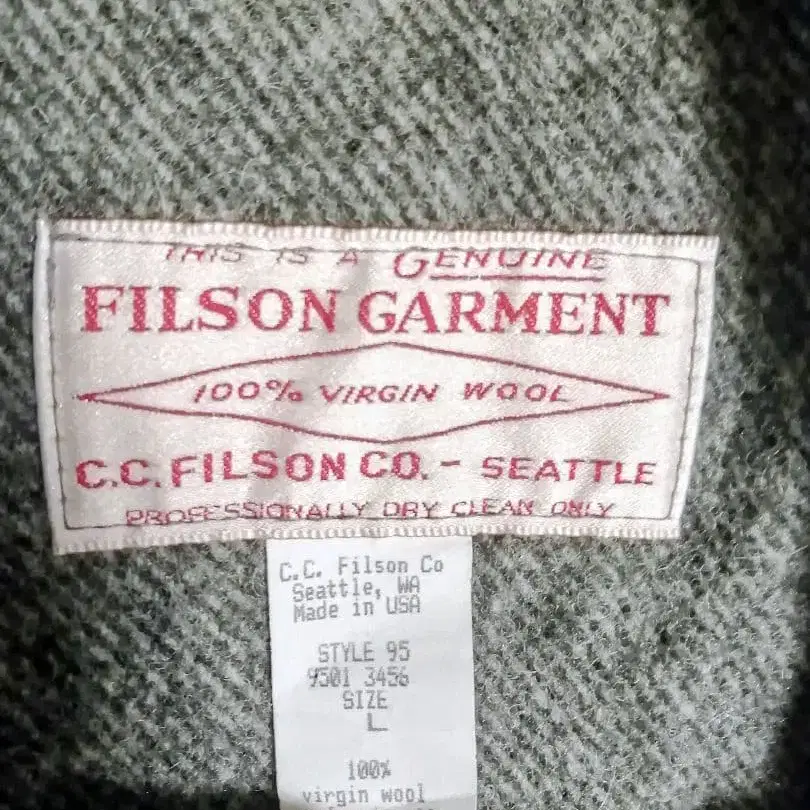 THIS IS A GENUINE
FILSON GARMENT
100% VIRGIN WOOL
C.C. FILSON CO. - SEATTLE
PROFESSIONALLY DRY CLEAN ONLY
C.C. Filson Co
Seattle, WA
Made in USA
STYLE 95
9501 3456
SIZE
L
100%
virgin wool